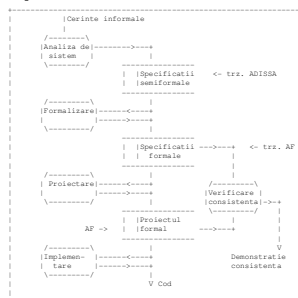 Cerinte informale
Analiza de
sistem
Specificatii <- trz. ADISSA
semiformale
Formalizare
Specificatii <- trz. AF
formale
Proiectare
Verificare
consistenta
Proiectul
AF -> formal
Implemen-
tare
Demonstratie
consistenta
V Cod